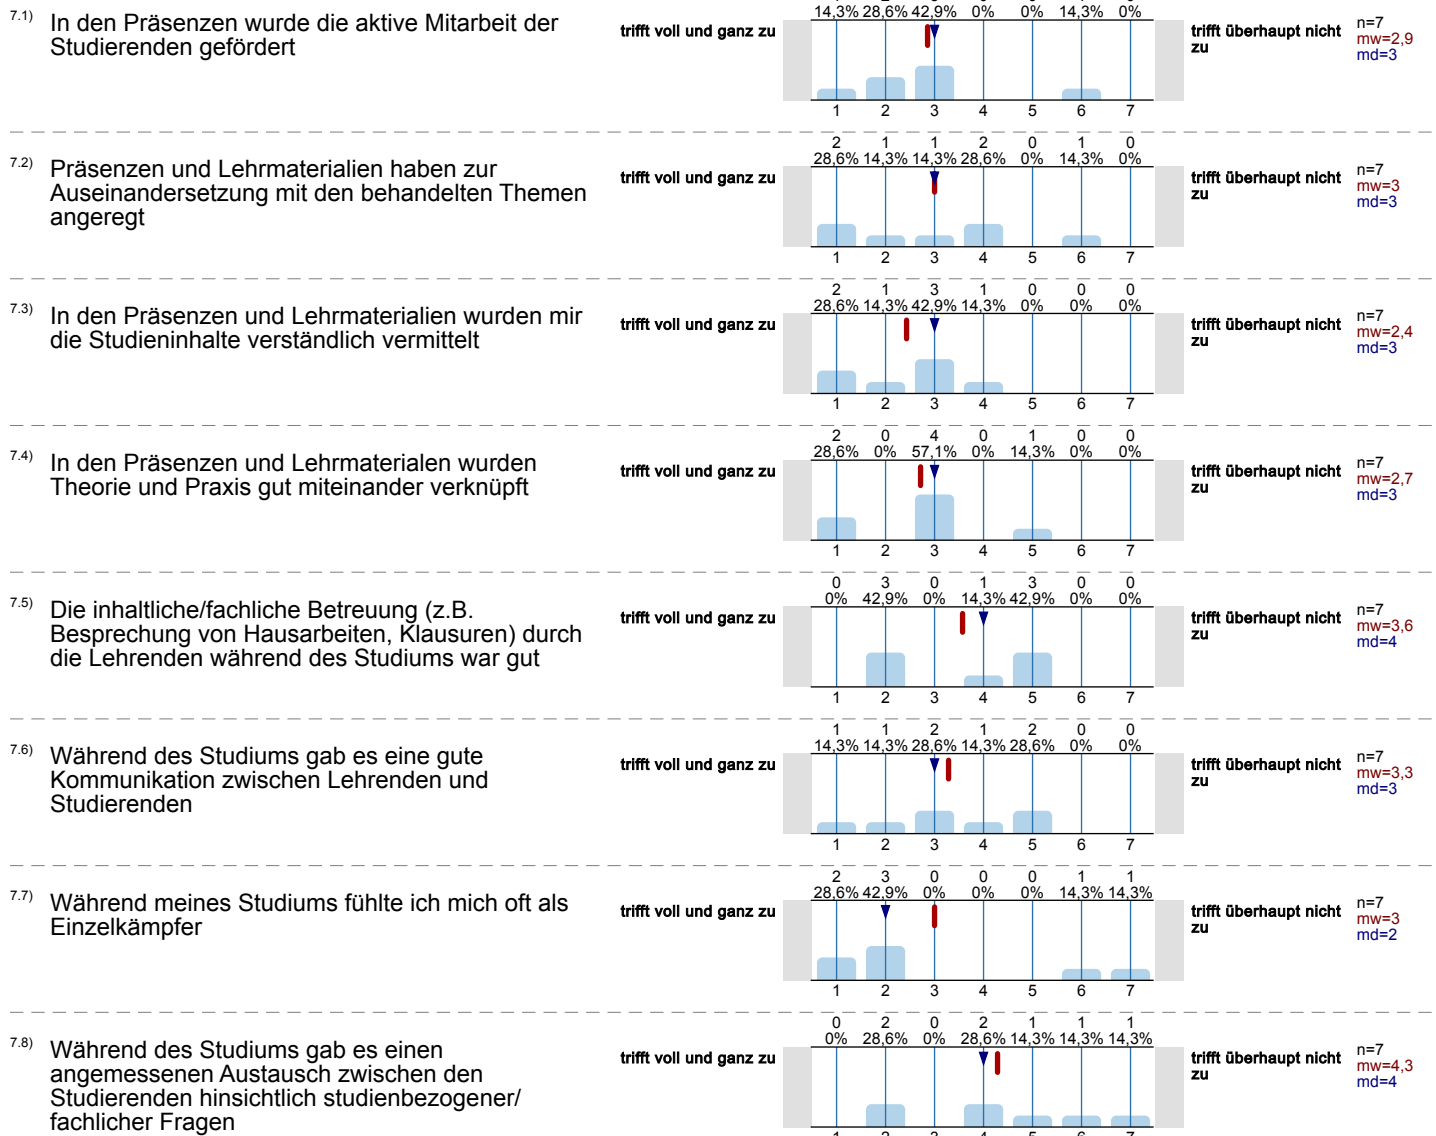 7.1) In den Präsenzen wurde die aktive Mitarbeit der
Studierenden gefördert
14,3% 28,6% 42,9% 0% 0% 14,3% 0%
trifft voll und ganz zu
trifft überhaupt nicht
zu
n=7
mw=2,9
md=3
1 2 3 4 5 6 7
7.2) Präsenzen und Lehrmaterialien haben zur
Auseinandersetzung mit den behandelten Themen
angeregt
2 1 1 2 0 1 0
28,6% 14,3% 14,3% 28,6% 0% 14,3% 0%
trifft voll und ganz zu
trifft überhaupt nicht
zu
n=7
mw=3
md=3
1 2 3 4 5 6 7
7.3) In den Präsenzen und Lehrmaterialien wurden mir
die Studieninhalte verständlich vermittelt
2 1 3 1 0 0 0
28,6% 14,3% 42,9% 14,3% 0% 0% 0%
trifft voll und ganz zu
trifft überhaupt nicht
zu
n=7
mw=2,4
md=3
1 2 3 4 5 6 7
7.4) In den Präsenzen und Lehrmaterialen wurden
Theorie und Praxis gut miteinander verknüpft
2 0 4 0 1 0 0
28,6% 0% 57,1% 0% 14,3% 0% 0%
trifft voll und ganz zu
trifft überhaupt nicht
zu
n=7
mw=2,7
md=3
1 2 3 4 5 6 7
7.5) Die inhaltliche/fachliche Betreuung (z.B.
Besprechung von Hausarbeiten, Klausuren) durch
die Lehrenden während des Studiums war gut
0 3 0 1 3 0 0
0% 42,9% 0% 14,3% 42,9% 0% 0%
trifft voll und ganz zu
trifft überhaupt nicht
zu
n=7
mw=3,6
md=4
1 2 3 4 5 6 7
7.6) Während des Studiums gab es eine gute
Kommunikation zwischen Lehrenden und
Studierenden
1 1 2 1 2 0 0
14,3% 14,3% 28,6% 14,3% 28,6% 0% 0%
trifft voll und ganz zu
trifft überhaupt nicht
zu
n=7
mw=3,3
md=3
1 2 3 4 5 6 7
7.7) Während meines Studiums fühlte ich mich oft als
Einzelkämpfer
2 3 0 0 0 1 1
28,6% 42,9% 0% 0% 0% 14,3% 14,3%
trifft voll und ganz zu
trifft überhaupt nicht
zu
n=7
mw=3
md=2
1 2 3 4 5 6 7
7.8) Während des Studiums gab es einen
angemessenen Austausch zwischen den
Studierenden hinsichtlich studienbezogener/
fachlicher Fragen
0 2 0 2 1 1 1
0% 28,6% 0% 28,6% 14,3% 14,3% 14,3%
trifft voll und ganz zu
trifft überhaupt nicht
zu
n=7
mw=4,3
md=4